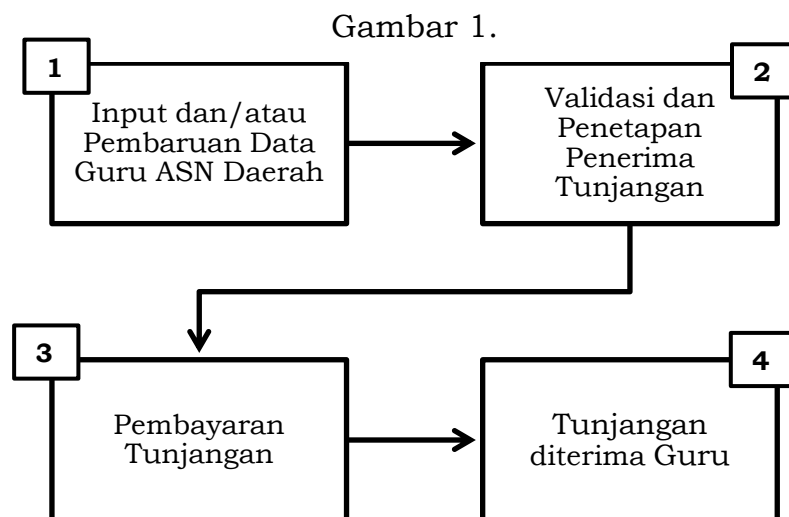 Gambar 1.
1
Input dan/atau
Pembaruan Data
Guru ASN Daerah
2
Validasi dan
Penetapan
Penerima
Tunjangan
3
Pembayaran
Tunjangan
4
Tunjangan
diterima Guru